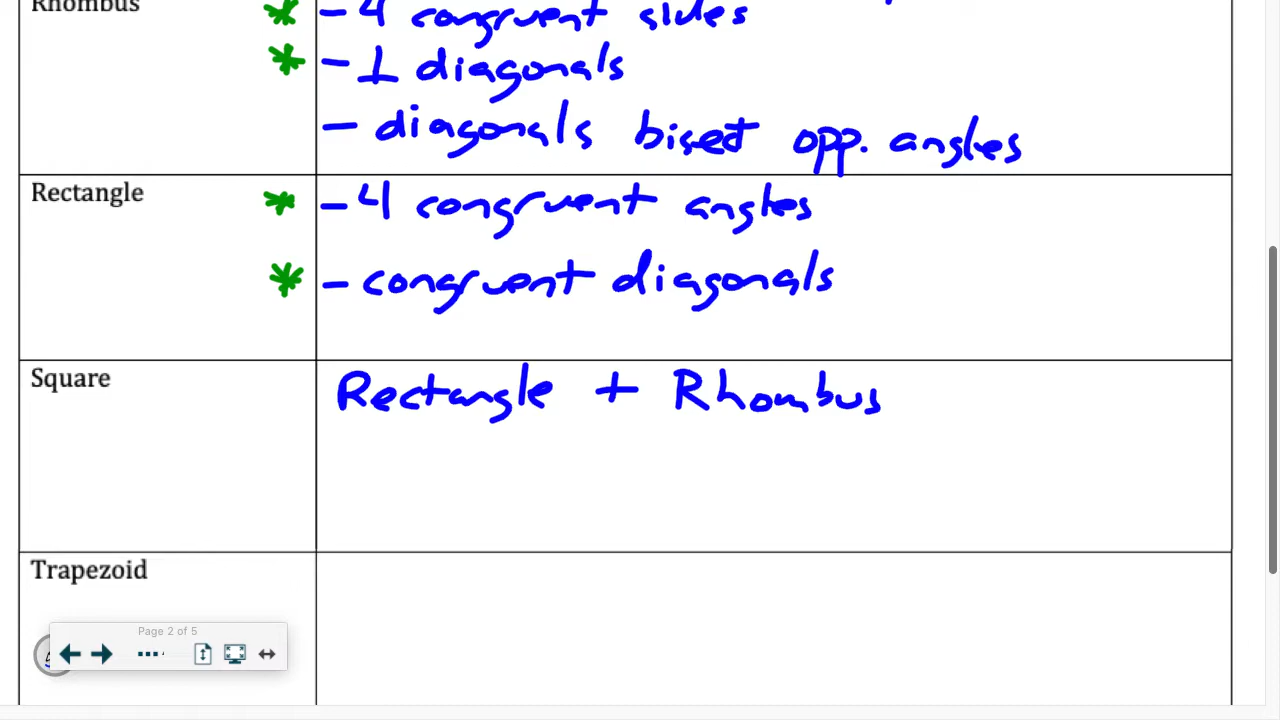 Rhombus
* - 4 congruent sides
* - ⊥ diagonals
- diagonals bisect opp. angles
Rectangle
* - 4 congruent angles
* - congruent diagonals
Square
Rectangle + Rhombus
Trapezoid
Page 2 of 5